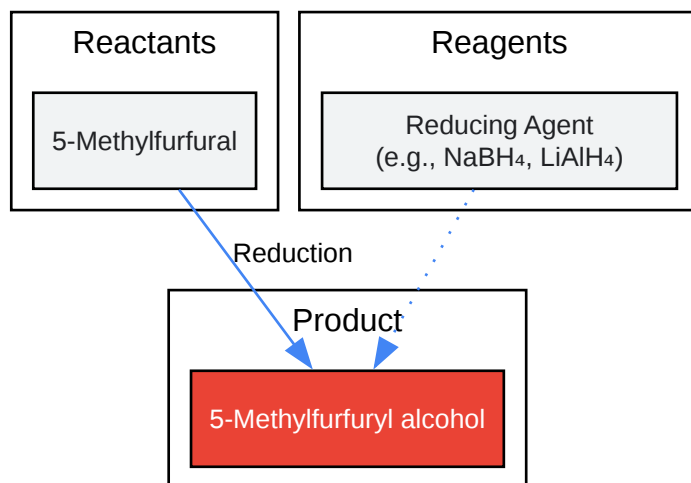 Reactants
Reagents
5-Methylfurfural
Reducing Agent
(e.g., NaBH₄, LiAlH₄)
Reduction
Product
5-Methylfurfuryl alcohol